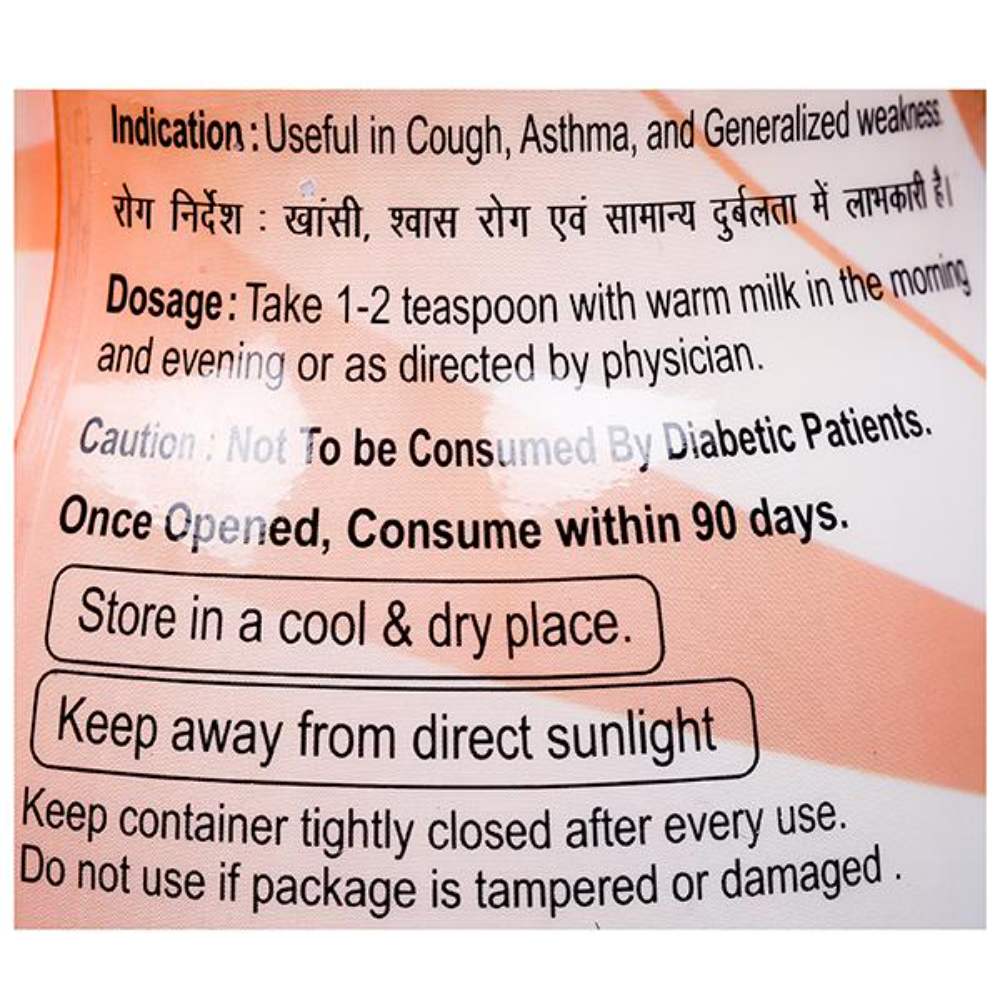 Indication : Useful in Cough, Asthma, and Generalized weakness.
रोग निर्देश : खांसी, श्वास रोग एवं सामान्य दुर्बलता में लाभकारी है।
Dosage : Take 1-2 teaspoon with warm milk in the morning
and evening or as directed by physician.
Caution : Not To be Consumed By Diabetic Patients.
Once Opened, Consume within 90 days.
Store in a cool & dry place.
Keep away from direct sunlight
Keep container tightly closed after every use.
Do not use if package is tampered or damaged .